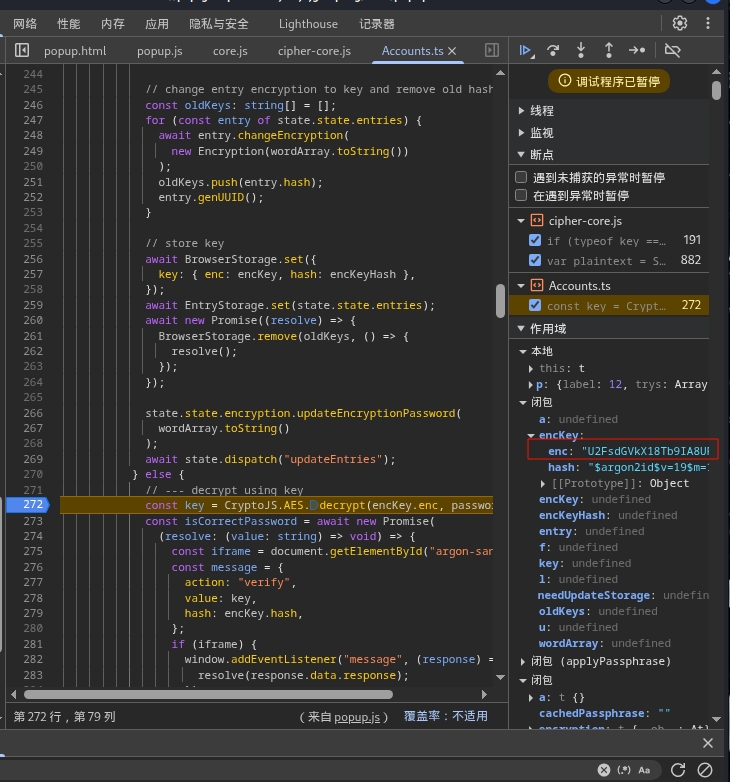 网络 性能 内存 应用 隐私与安全 Lighthouse 记录器
popup.html popup.js core.js cipher-core.js Accounts.ts
244
245 // change entry encryption to key and remove old hash
246 const oldKeys: string[] = [];
247 for (const entry of state.state.entries) {
248 await entry.changeEncryption(
249 new Encryption(wordArray.toString())
250 );
251 oldKeys.push(entry.hash);
252 entry.genUUID();
253 }
254
255 // store key
256 await BrowserStorage.set({
257 key: { enc: encKey, hash: encKeyHash },
258 });
259 await EntryStorage.set(state.state.entries);
260 await new Promise((resolve) => {
261 BrowserStorage.remove(oldKeys, () => {
262 resolve();
263 });
264 });
265
266 state.state.encryption.updateEncryptionPassword(
267 wordArray.toString()
268 );
269 await state.dispatch("updateEntries");
270 } else {
271 // --- decrypt using key
272 const key = CryptoJS.AES.decrypt(encKey.enc, passwo
273 const isCorrectPassword = await new Promise(
274 (resolve: (value: string) => void) => {
275 const iframe = document.getElementById("argon-san
276 const message = {
277 action: "verify",
278 value: key,
279 hash: encKey.hash,
280 };
281 if (iframe) {
282 window.addEventListener("message", (response) =
283 resolve(response.data.response);
第 272 行，第 79 列 （来自 popup.js ） 覆盖率：不适用
调试程序已暂停
线程
监视
断点
遇到未捕获的异常时暂停
在遇到异常时暂停
cipher-core.js
if (typeof key ==… 191
var plaintext = S… 882
Accounts.ts
const key = Crypt… 272
作用域
本地
this: t
p: {label: 12, trys: Array
闭包
a: undefined
encKey:
enc: "U2FsdGVkX18Tb9IA8U
hash: "$argon2id$v=19$m=
[[Prototype]]: Object
encKey: undefined
encKeyHash: undefined
entry: undefined
f: undefined
key: undefined
l: undefined
needUpdateStorage: undefin
oldKeys: undefined
u: undefined
wordArray: undefined
闭包 (applyPassphrase)
闭包
a: t {}
cachedPassphrase: ""
(.*) Aa